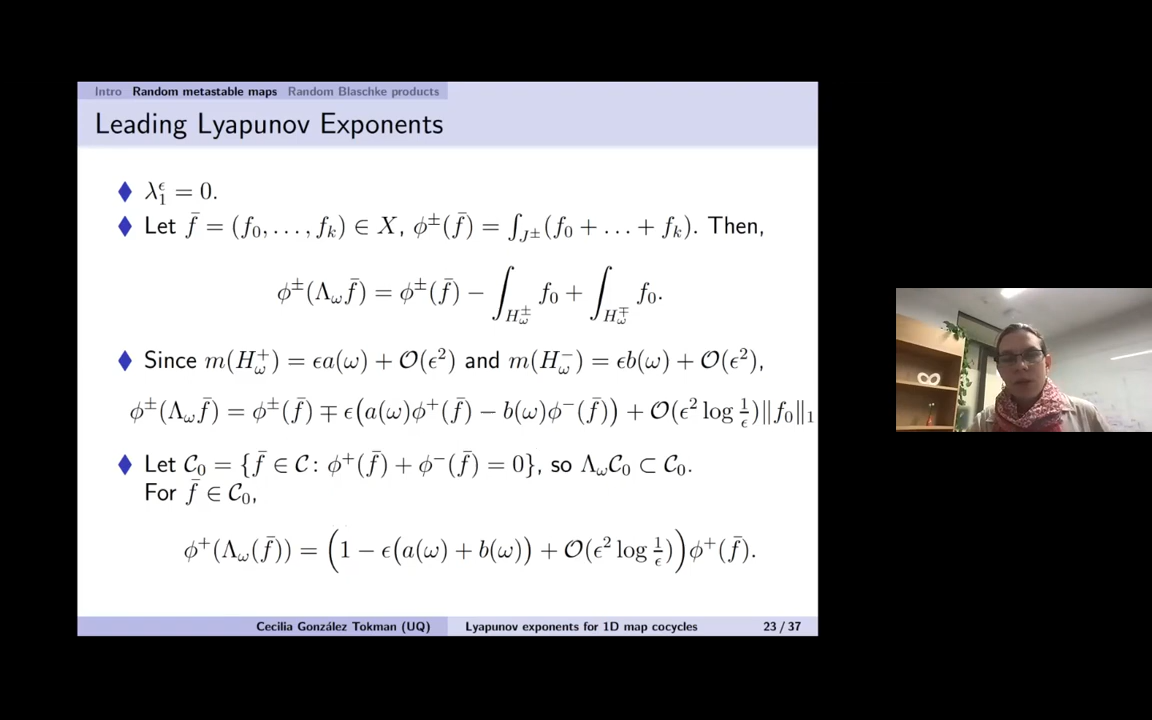 Intro Random metastable maps Random Blaschke products
Leading Lyapunov Exponents
λ₁^ϵ = 0.
Let f̄ = (f₀, …, fₖ) ∈ X, ϕ^±(f̄) = ∫_{J^±}(f₀ + … + fₖ). Then,
ϕ^±(Λ_ω f̄) = ϕ^±(f̄) − ∫_{H_ω^±} f₀ + ∫_{H_ω^∓} f₀.
Since m(H_ω^+) = ϵa(ω) + 𝒪(ϵ²) and m(H_ω^−) = ϵb(ω) + 𝒪(ϵ²),
ϕ^±(Λ_ω f̄) = ϕ^±(f̄) ∓ ϵ(a(ω)ϕ^+(f̄) − b(ω)ϕ^−(f̄)) + 𝒪(ϵ² log 1/ϵ)‖f₀‖₁
Let 𝒞₀ = {f̄ ∈ 𝒞: ϕ^+(f̄) + ϕ^−(f̄) = 0}, so Λ_ω𝒞₀ ⊂ 𝒞₀.
For f̄ ∈ 𝒞₀,
ϕ^+(Λ_ω(f̄)) = (1 − ϵ(a(ω) + b(ω)) + 𝒪(ϵ² log 1/ϵ))ϕ^+(f̄).
Cecilia González Tokman (UQ) Lyapunov exponents for 1D map cocycles 23 / 37